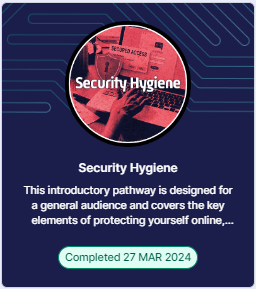 SECURED ACCESS
Security Hygiene
Security Hygiene
This introductory pathway is designed for
a general audience and covers the key
elements of protecting yourself online,...
Completed 27 MAR 2024